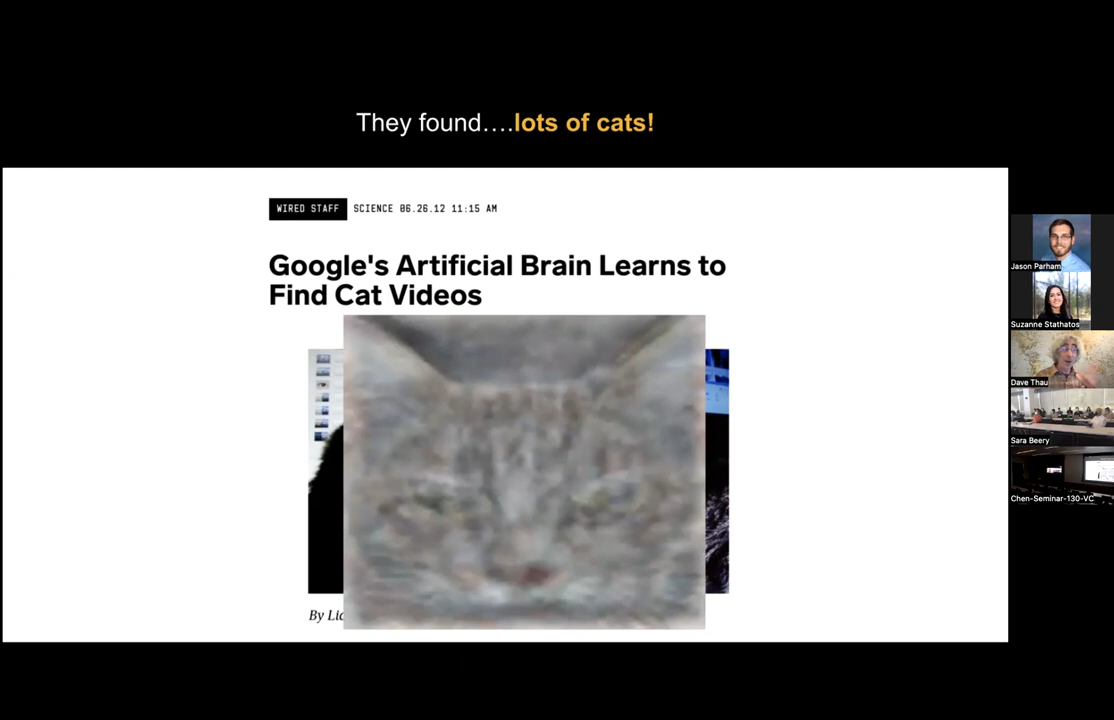 They found....lots of cats!
WIRED STAFF SCIENCE 06.26.12 11:15 AM
Google's Artificial Brain Learns to
Find Cat Videos
By
Jason Parham
Suzanne Stathatos
Dave Thau
Sara Beery
Chen-Seminar-130-VC